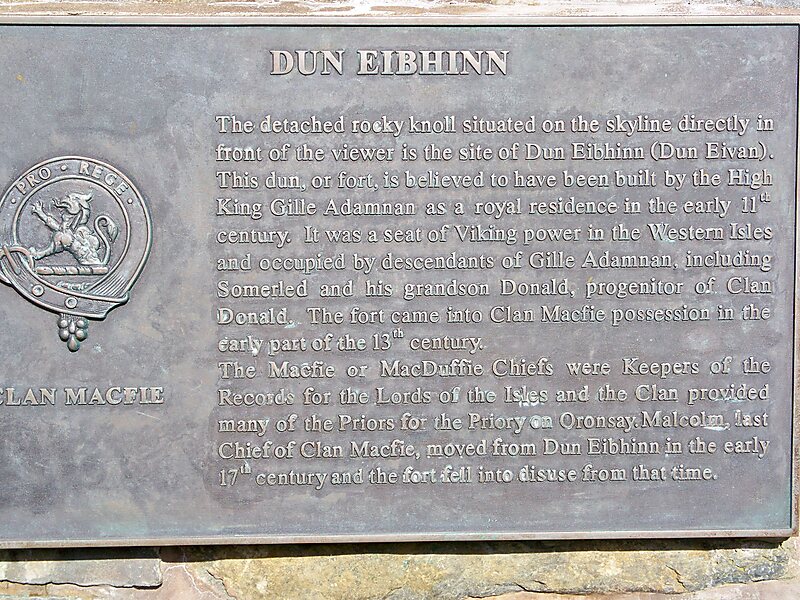 DUN EIBHINN
The detached rocky knoll situated on the skyline directly in
front of the viewer is the site of Dun Eibhinn (Dun Eivan).
This dun, or fort, is believed to have been built by the High
King Gille Adamnan as a royal residence in the early 11th
century. It was a seat of Viking power in the Western Isles
and occupied by descendants of Gille Adamnan, including
Somerled and his grandson Donald, progenitor of Clan
Donald. The fort came into Clan Macfie possession in the
early part of the 13th century.
The Macfie or MacDuffie Chiefs were Keepers of the
Records for the Lords of the Isles and the Clan provided
many of the Priors for the Priory on Oronsay. Malcolm, last
Chief of Clan Macfie, moved from Dun Eibhinn in the early
17th century and the fort fell into disuse from that time.
PRO · REGE
CLAN MACFIE